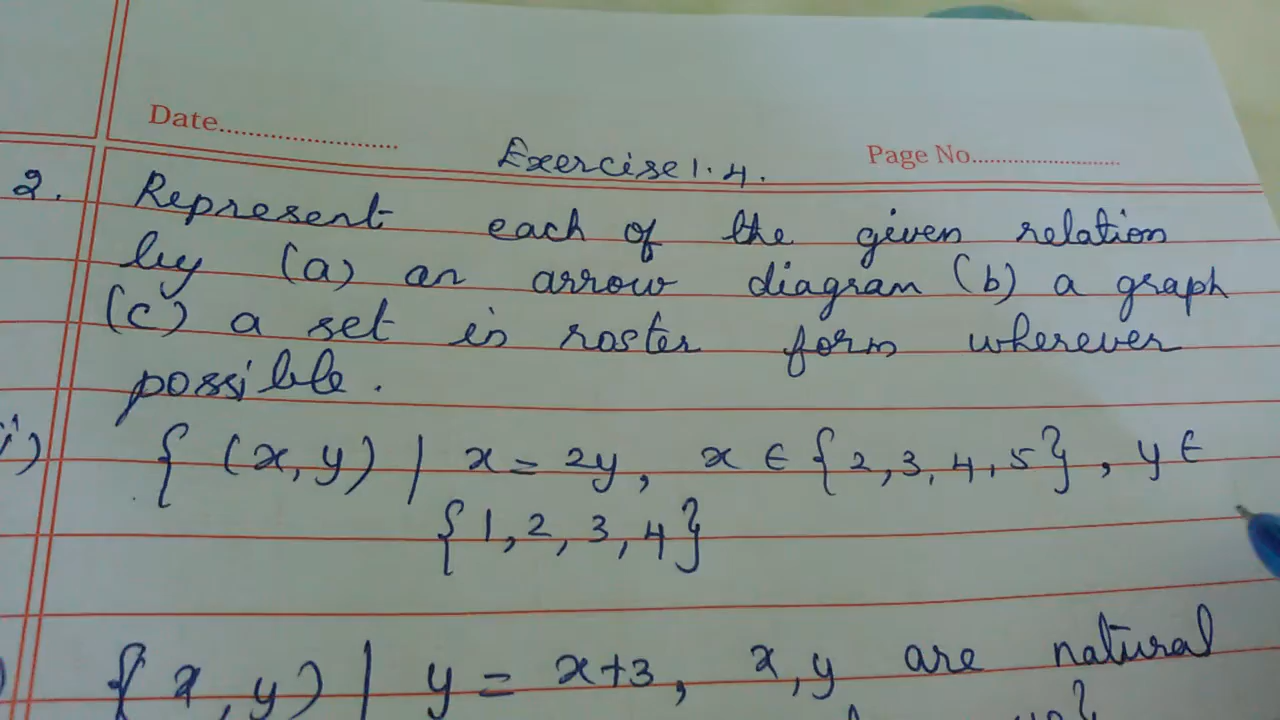 Date..................... Page No........................
Exercise 1.4.
2. Represent each of the given relation
by (a) an arrow diagram (b) a graph
(c) a set in roster form wherever
possible.
i) { (x, y) | x = 2y, x ∈ {2, 3, 4, 5}, y ∈
{1, 2, 3, 4}
{x, y) | y = x+3, x, y are natural